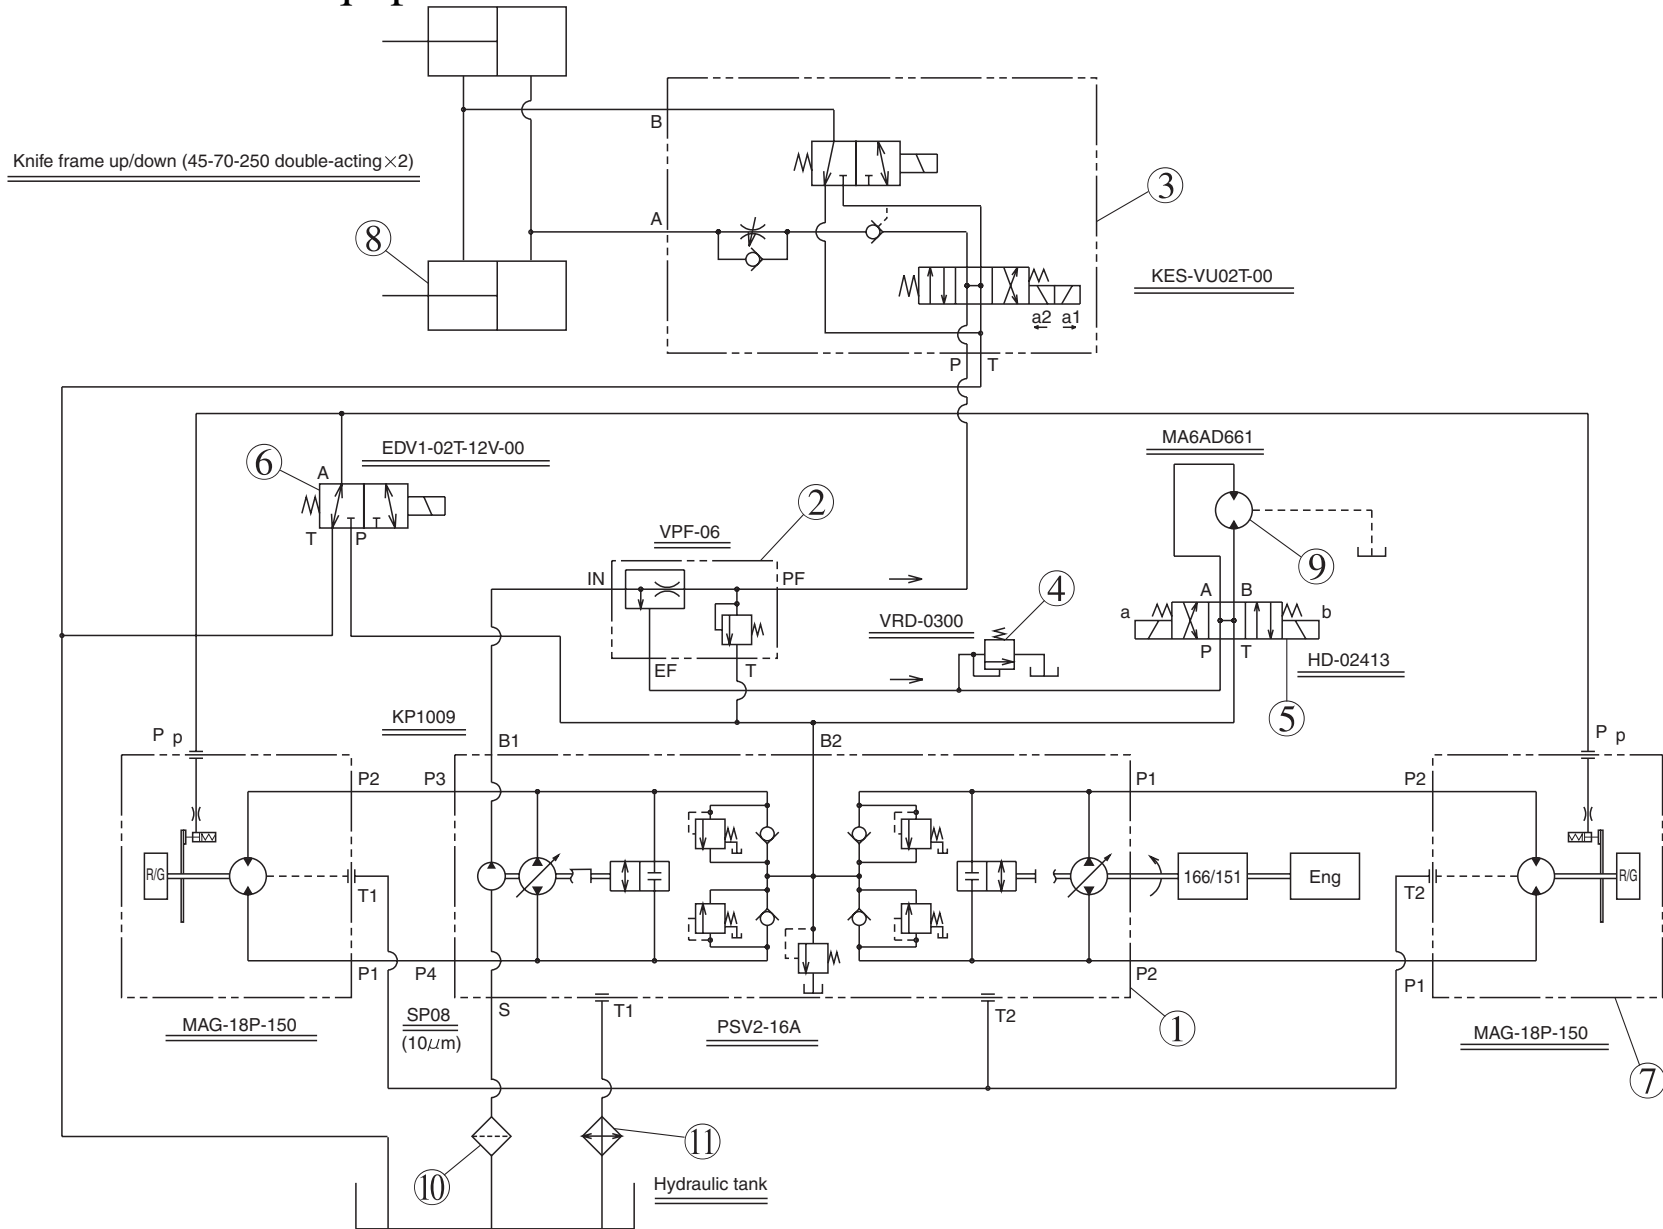 B
Knife frame up/down (45-70-250 double-acting×2)
3
A
8
KES-VU02T-00
a2 a1
P T
MA6AD661
EDV1-02T-12V-00
6
A
2
VPF-06
T P
9
IN PF
4
A B
a b
VRD-0300
P T
EF T
HD-02413
5
KP1009
P p
P p
B1 B2
P2 P3 P1 P2
R/G
T1
166/151
Eng
T2
R/G
P1 P4 P2 P1
S T1 T2
MAG-18P-150
SP08
(10μm)
PSV2-16A
1
MAG-18P-150
7
11
10
Hydraulic tank